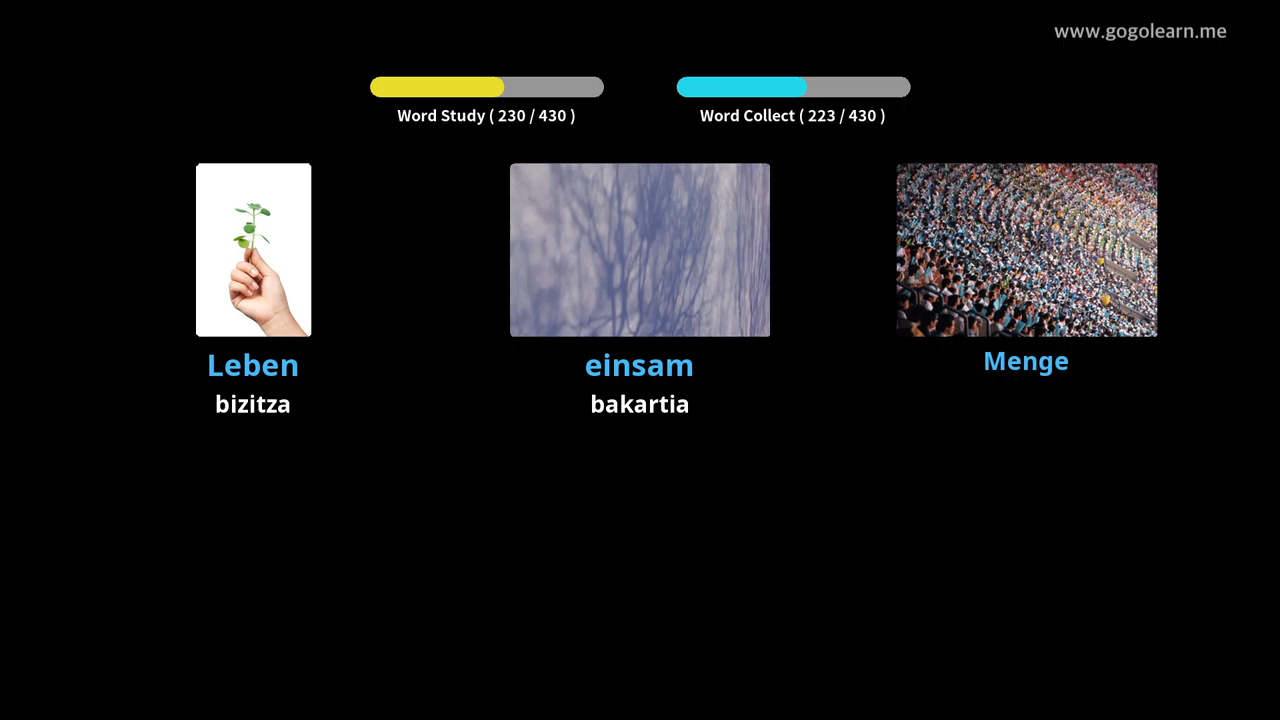 www.gogolearn.me
Word Study ( 230 / 430 )
Word Collect ( 223 / 430 )
Leben
bizitza
einsam
bakartia
Menge